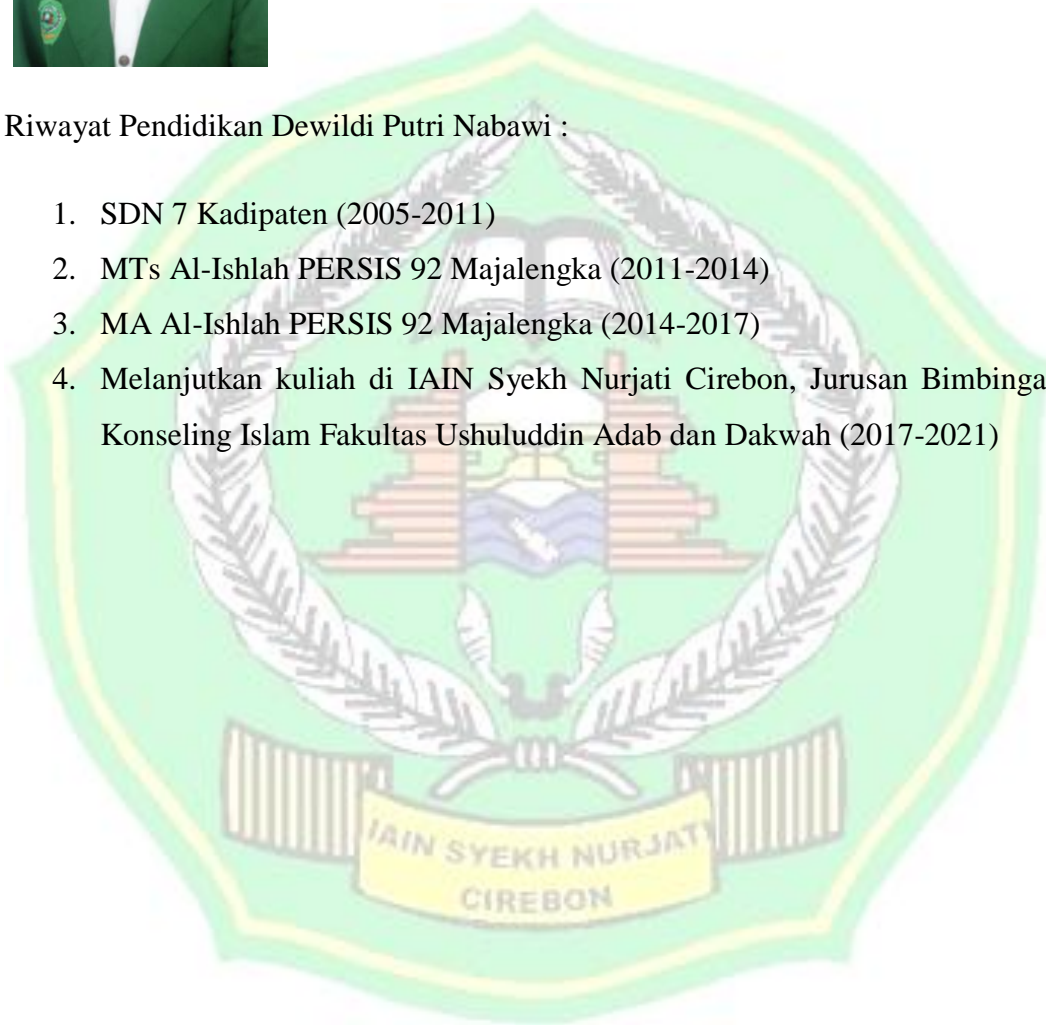 Riwayat Pendidikan Dewildi Putri Nabawi :
1. SDN 7 Kadipaten (2005-2011)
2. MTs Al-Ishlah PERSIS 92 Majalengka (2011-2014)
3. MA Al-Ishlah PERSIS 92 Majalengka (2014-2017)
4. Melanjutkan kuliah di IAIN Syekh Nurjati Cirebon, Jurusan Bimbinga
Konseling Islam Fakultas Ushuluddin Adab dan Dakwah (2017-2021)
IAIN SYEKH NURJATI
CIREBON